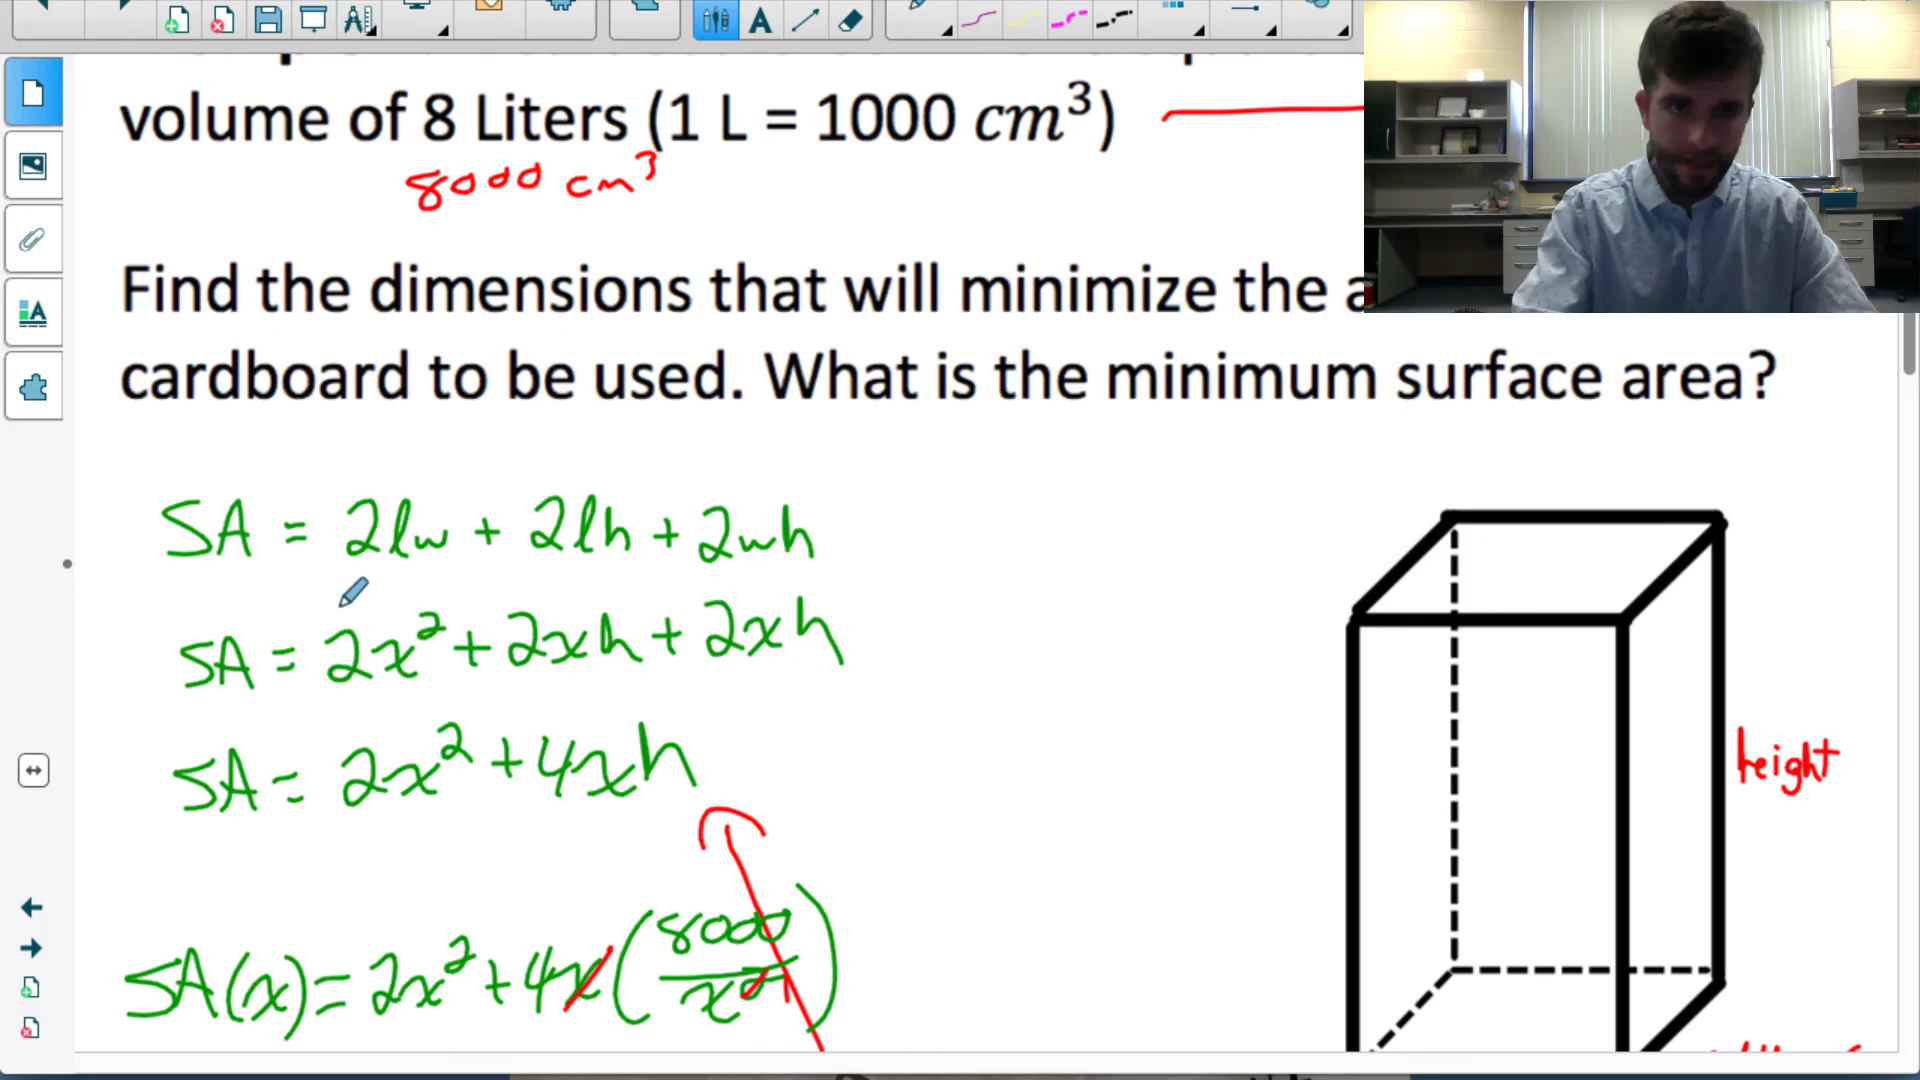 volume of 8 Liters (1 L = 1000 cm³)
8000 cm³
Find the dimensions that will minimize the a
cardboard to be used. What is the minimum surface area?
SA = 2lw + 2lh + 2wh
SA = 2x² + 2xh + 2xh
SA = 2x² + 4xh
height
SA(x) = 2x² + 4x(8000/x²)